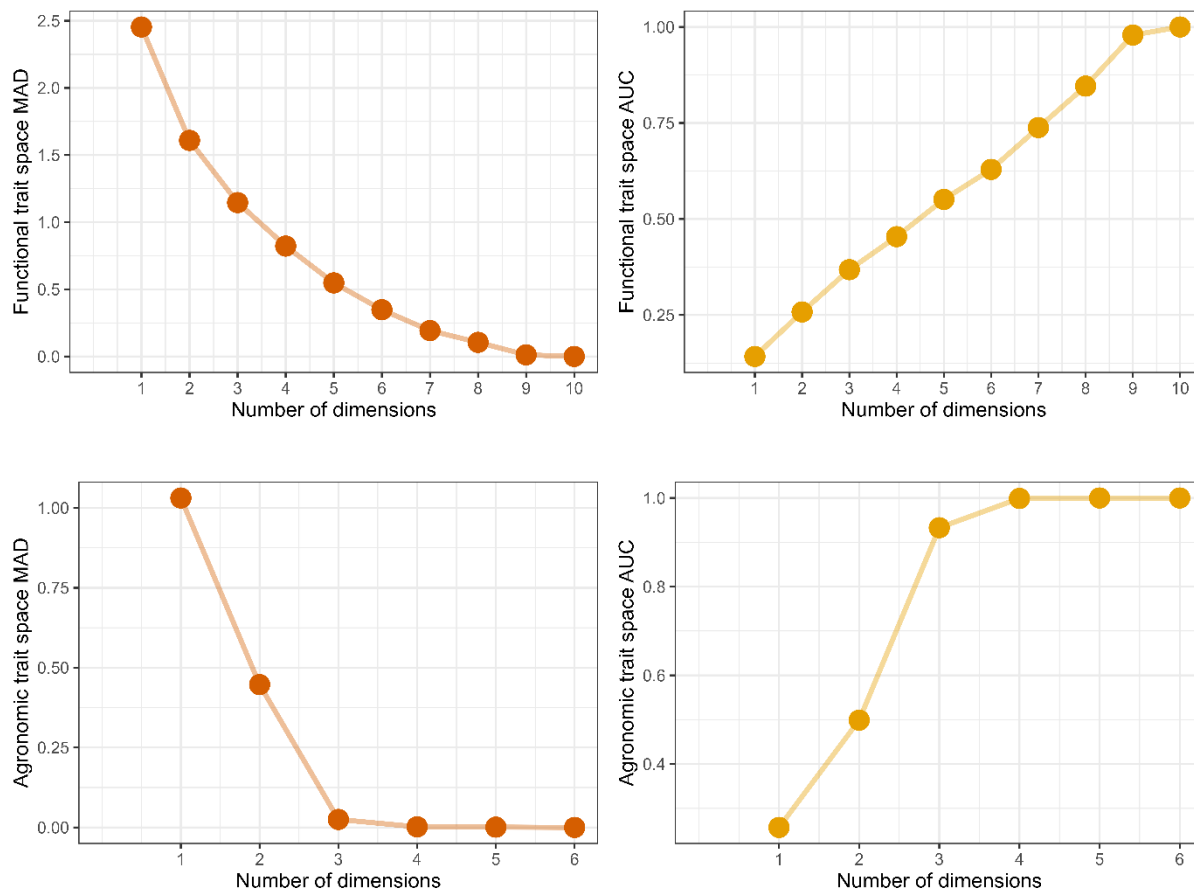 Functional trait space MAD
2.5
2.0
1.5
1.0
0.5
0.0
1 2 3 4 5 6 7 8 9 10
Number of dimensions
Functional trait space AUC
1.00
0.75
0.50
0.25
1 2 3 4 5 6 7 8 9 10
Number of dimensions
Agronomic trait space MAD
1.00
0.75
0.50
0.25
0.00
1 2 3 4 5 6
Number of dimensions
Agronomic trait space AUC
1.0
0.8
0.6
0.4
1 2 3 4 5 6
Number of dimensions